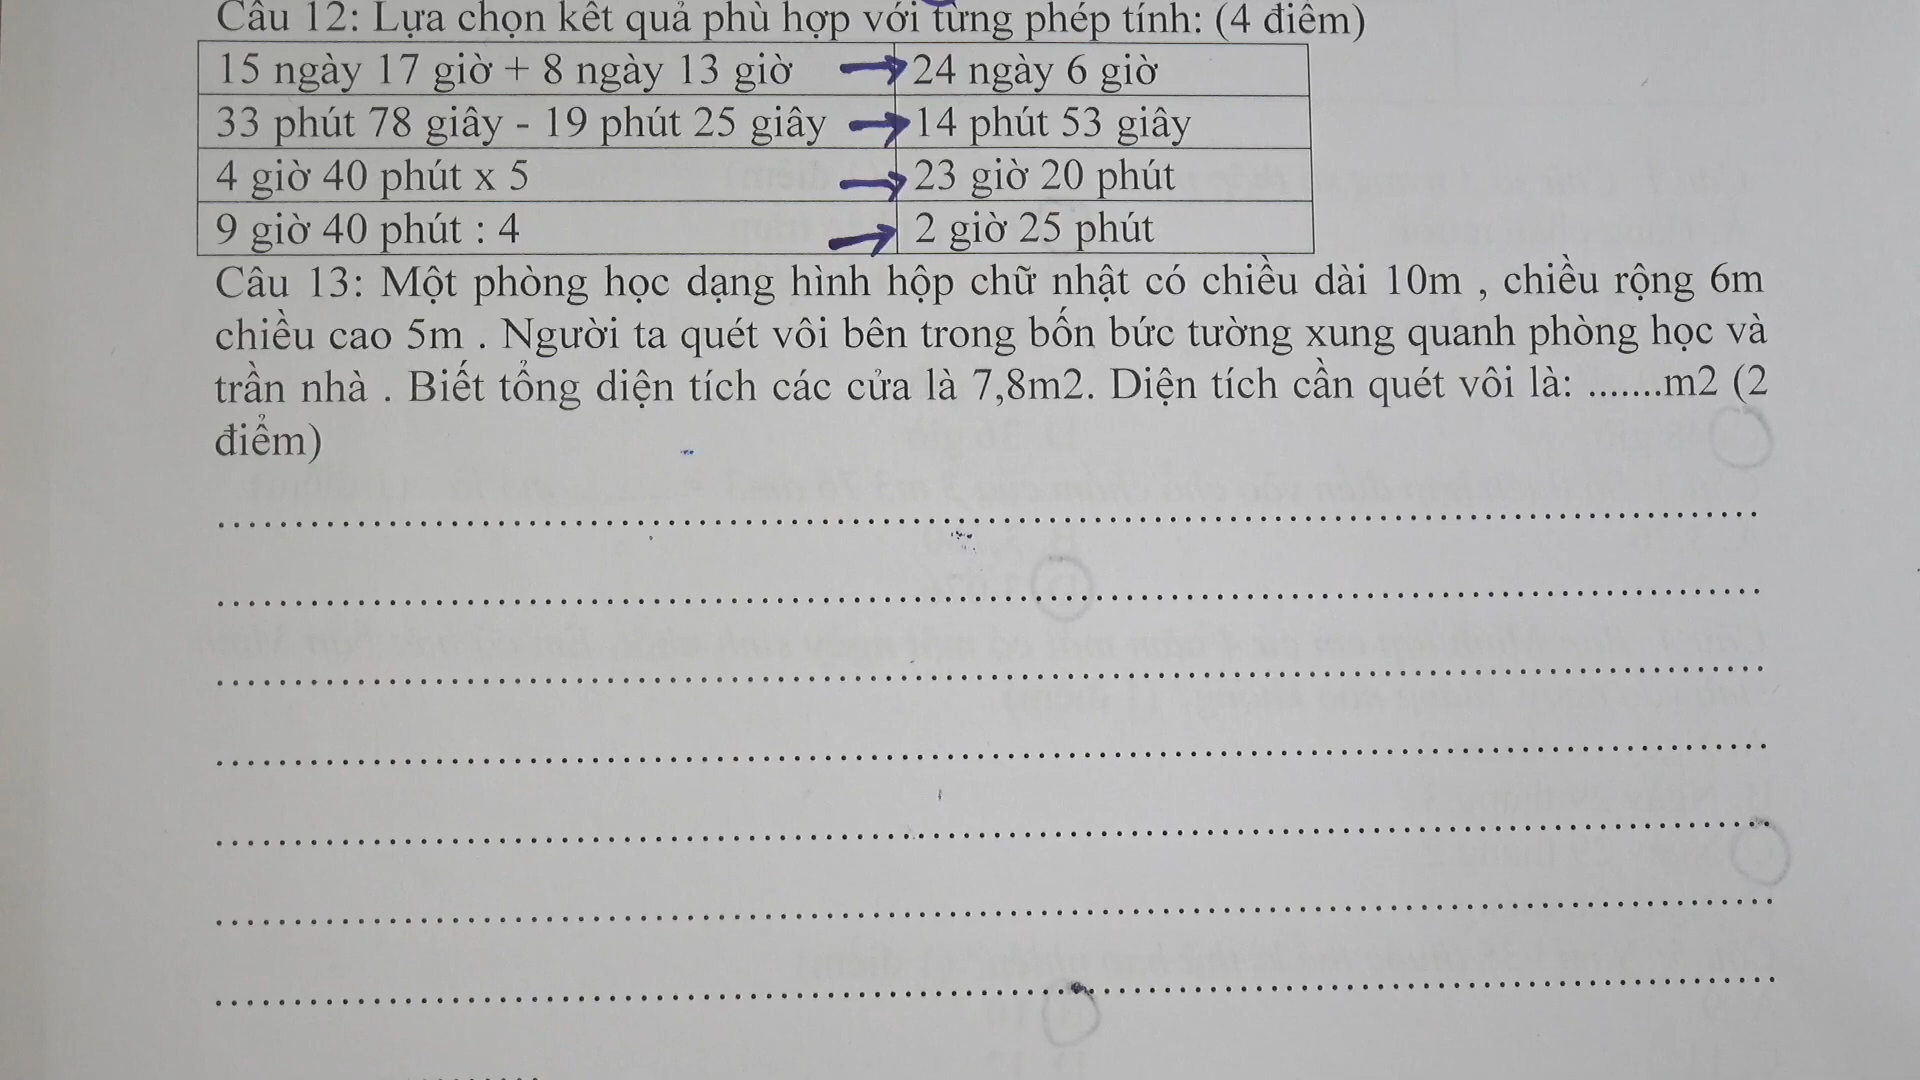 Câu 12: Lựa chọn kết quả phù hợp với từng phép tính: (4 điểm)
15 ngày 17 giờ + 8 ngày 13 giờ 24 ngày 6 giờ
33 phút 78 giây - 19 phút 25 giây 14 phút 53 giây
4 giờ 40 phút x 5 23 giờ 20 phút
9 giờ 40 phút : 4 2 giờ 25 phút
Câu 13: Một phòng học dạng hình hộp chữ nhật có chiều dài 10m , chiều rộng 6m
chiều cao 5m . Người ta quét vôi bên trong bốn bức tường xung quanh phòng học và
trần nhà . Biết tổng diện tích các cửa là 7,8m2. Diện tích cần quét vôi là: .......m2 (2
điểm)